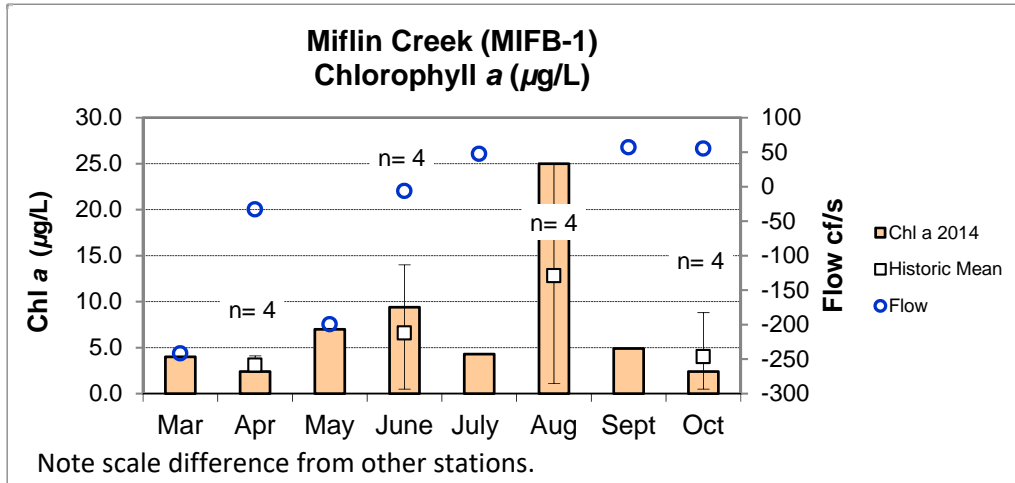 Miflin Creek (MIFB-1)
Chlorophyll a (µg/L)
30.0
25.0
20.0
15.0
10.0
5.0
0.0
Chl a (µg/L)
100
50
0
-50
-100
-150
-200
-250
-300
Flow cf/s
n= 4
n= 4
n= 4
n= 4
Mar Apr May June July Aug Sept Oct
Chl a 2014
Historic Mean
Flow
Note scale difference from other stations.